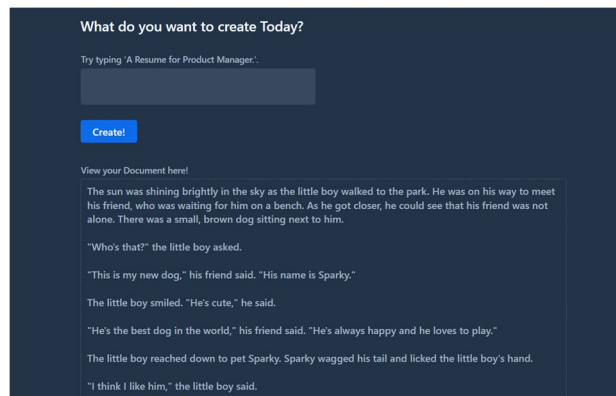 What do you want to create Today?
Try typing 'A Resume for Product Manager.'.
Create!
View your Document here!
The sun was shining brightly in the sky as the little boy walked to the park. He was on his way to meet
his friend, who was waiting for him on a bench. As he got closer, he could see that his friend was not
alone. There was a small, brown dog sitting next to him.
"Who's that?" the little boy asked.
"This is my new dog," his friend said. "His name is Sparky."
The little boy smiled. "He's cute," he said.
"He's the best dog in the world," his friend said. "He's always happy and he loves to play."
The little boy reached down to pet Sparky. Sparky wagged his tail and licked the little boy's hand.
"I think I like him," the little boy said.